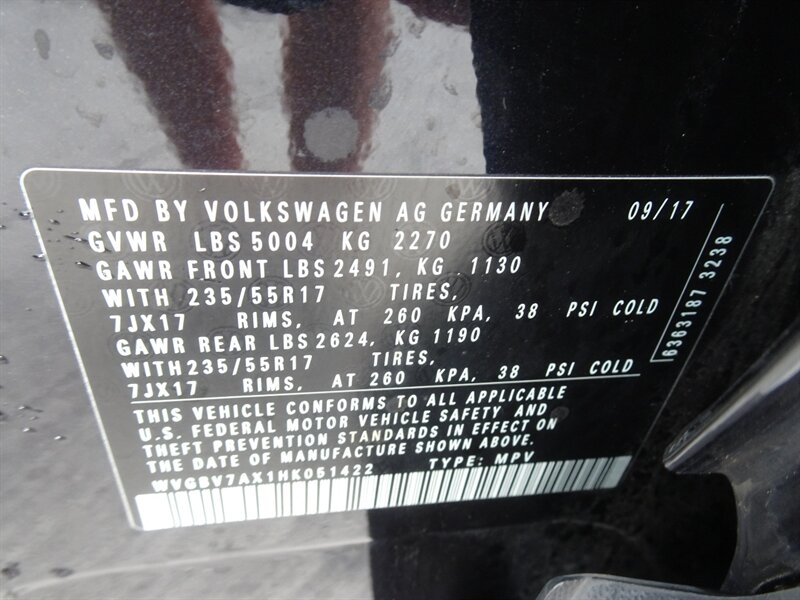 MFD BY VOLKSWAGEN AG GERMANY 09/17
GVWR LBS 5004 KG 2270
GAWR FRONT LBS 2491, KG 1130
WITH 235/55R17 TIRES,
7JX17 RIMS, AT 260 KPA, 38 PSI COLD
GAWR REAR LBS 2624, KG 1190
WITH 235/55R17 TIRES,
7JX17 RIMS, AT 260 KPA, 38 PSI COLD
THIS VEHICLE CONFORMS TO ALL APPLICABLE
U.S. FEDERAL MOTOR VEHICLE SAFETY AND
THEFT PREVENTION STANDARDS IN EFFECT ON
THE DATE OF MANUFACTURE SHOWN ABOVE.
WVGBV7AX1HK051422 TYPE: MPV
6363187 3238